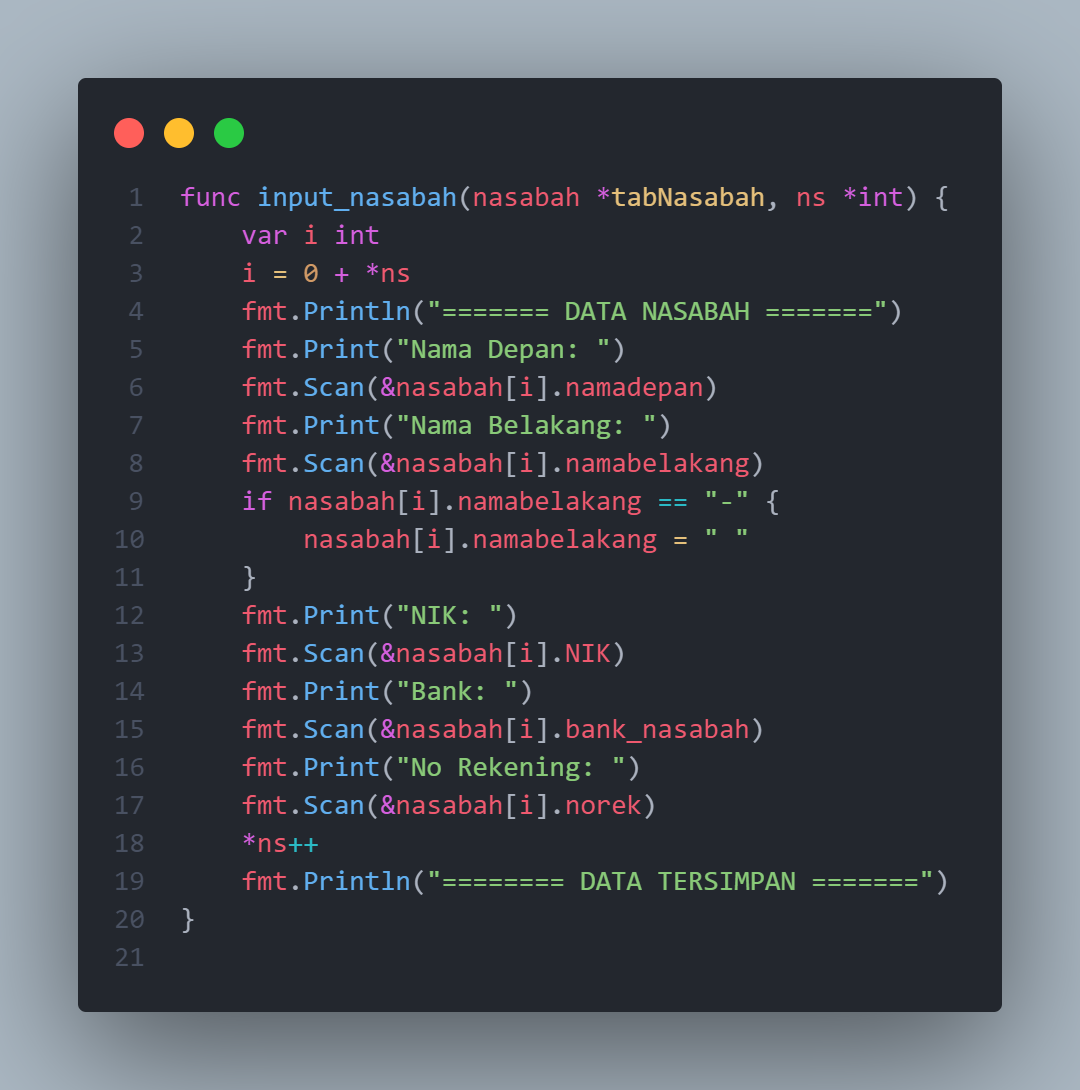 1 func input_nasabah(nasabah *tabNasabah, ns *int) {
2     var i int
3     i = 0 + *ns
4     fmt.Println("======= DATA NASABAH =======")
5     fmt.Print("Nama Depan: ")
6     fmt.Scan(&nasabah[i].namadepan)
7     fmt.Print("Nama Belakang: ")
8     fmt.Scan(&nasabah[i].namabelakang)
9     if nasabah[i].namabelakang == "-" {
10         nasabah[i].namabelakang = " "
11     }
12     fmt.Print("NIK: ")
13     fmt.Scan(&nasabah[i].NIK)
14     fmt.Print("Bank: ")
15     fmt.Scan(&nasabah[i].bank_nasabah)
16     fmt.Print("No Rekening: ")
17     fmt.Scan(&nasabah[i].norek)
18     *ns++
19     fmt.Println("======== DATA TERSIMPAN =======")
20 }
21